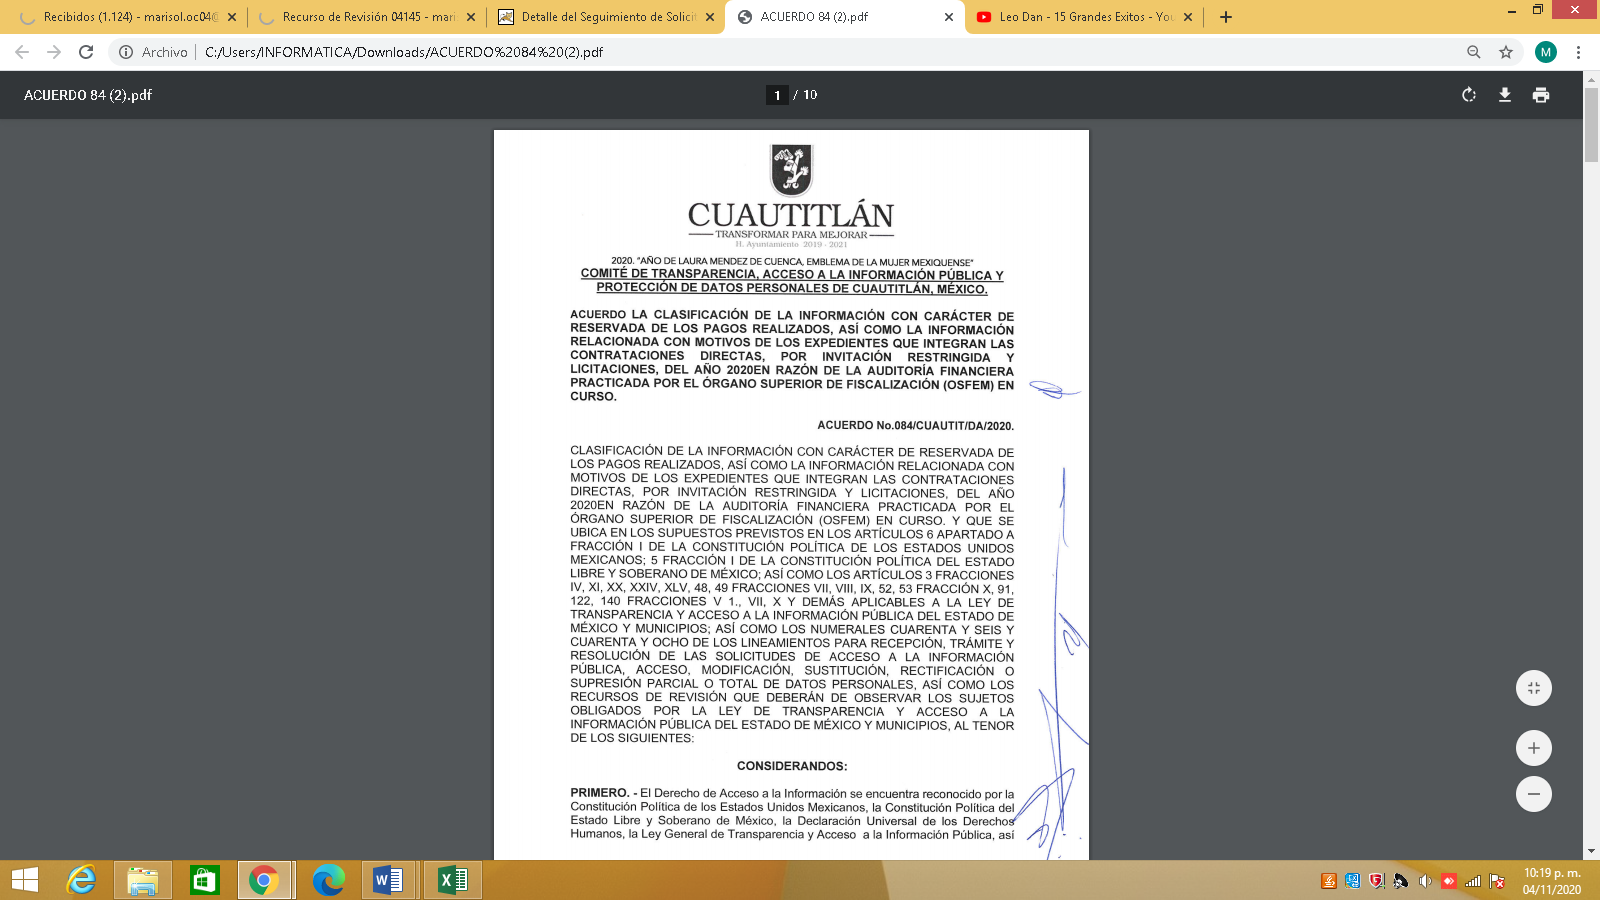 Recibidos (1.124) - marisol.oc04@
Recurso de Revisión 04145 - mari
Detalle del Seguimiento de Solicit
ACUERDO 84 (2).pdf
Leo Dan - 15 Grandes Exitos - You
Archivo
C:/Users/INFORMATICA/Downloads/ACUERDO%2084%20(2).pdf
M
ACUERDO 84 (2).pdf
1 / 10
CUAUTITLÁN
TRANSFORMAR PARA MEJORAR
H. Ayuntamiento 2019 - 2021
2020. "AÑO DE LAURA MENDEZ DE CUENCA, EMBLEMA DE LA MUJER MEXIQUENSE"
COMITÉ DE TRANSPARENCIA, ACCESO A LA INFORMACIÓN PÚBLICA Y
PROTECCIÓN DE DATOS PERSONALES DE CUAUTITLÁN, MÉXICO.
ACUERDO LA CLASIFICACIÓN DE LA INFORMACIÓN CON CARÁCTER DE
RESERVADA DE LOS PAGOS REALIZADOS, ASÍ COMO LA INFORMACIÓN
RELACIONADA CON MOTIVOS DE LOS EXPEDIENTES QUE INTEGRAN LAS
CONTRATACIONES DIRECTAS, POR INVITACIÓN RESTRINGIDA Y
LICITACIONES, DEL AÑO 2020EN RAZÓN DE LA AUDITORÍA FINANCIERA
PRACTICADA POR EL ÓRGANO SUPERIOR DE FISCALIZACIÓN (OSFEM) EN
CURSO.
ACUERDO No.084/CUAUTIT/DA/2020.
CLASIFICACIÓN DE LA INFORMACIÓN CON CARÁCTER DE RESERVADA DE
LOS PAGOS REALIZADOS, ASÍ COMO LA INFORMACIÓN RELACIONADA CON
MOTIVOS DE LOS EXPEDIENTES QUE INTEGRAN LAS CONTRATACIONES
DIRECTAS, POR INVITACIÓN RESTRINGIDA Y LICITACIONES, DEL AÑO
2020EN RAZÓN DE LA AUDITORÍA FINANCIERA PRACTICADA POR EL
ÓRGANO SUPERIOR DE FISCALIZACIÓN (OSFEM) EN CURSO. Y QUE SE
UBICA EN LOS SUPUESTOS PREVISTOS EN LOS ARTÍCULOS 6 APARTADO A
FRACCIÓN I DE LA CONSTITUCIÓN POLÍTICA DE LOS ESTADOS UNIDOS
MEXICANOS; 5 FRACCIÓN I DE LA CONSTITUCIÓN POLÍTICA DEL ESTADO
LIBRE Y SOBERANO DE MÉXICO; ASÍ COMO LOS ARTÍCULOS 3 FRACCIONES
IV, XI, XX, XXIV, XLV, 48, 49 FRACCIONES VII, VIII, IX, 52, 53 FRACCIÓN X, 91,
122, 140 FRACCIONES V 1., VII, X Y DEMÁS APLICABLES A LA LEY DE
TRANSPARENCIA Y ACCESO A LA INFORMACIÓN PÚBLICA DEL ESTADO DE
MÉXICO Y MUNICIPIOS; ASÍ COMO LOS NUMERALES CUARENTA Y SEIS Y
CUARENTA Y OCHO DE LOS LINEAMIENTOS PARA RECEPCIÓN, TRÁMITE Y
RESOLUCIÓN DE LAS SOLICITUDES DE ACCESO A LA INFORMACIÓN
PÚBLICA, ACCESO, MODIFICACIÓN, SUSTITUCIÓN, RECTIFICACIÓN O
SUPRESIÓN PARCIAL O TOTAL DE DATOS PERSONALES, ASÍ COMO LOS
RECURSOS DE REVISIÓN QUE DEBERÁN DE OBSERVAR LOS SUJETOS
OBLIGADOS POR LA LEY DE TRANSPARENCIA Y ACCESO A LA
INFORMACIÓN PÚBLICA DEL ESTADO DE MÉXICO Y MUNICIPIOS, AL TENOR
DE LOS SIGUIENTES:
CONSIDERANDOS:
PRIMERO. - El Derecho de Acceso a la Información se encuentra reconocido por la
Constitución Política de los Estados Unidos Mexicanos, la Constitución Política del
Estado Libre y Soberano de México, la Declaración Universal de los Derechos
Humanos, la Ley General de Transparencia y Acceso a la Información Pública, así
10:19 p. m.
04/11/2020